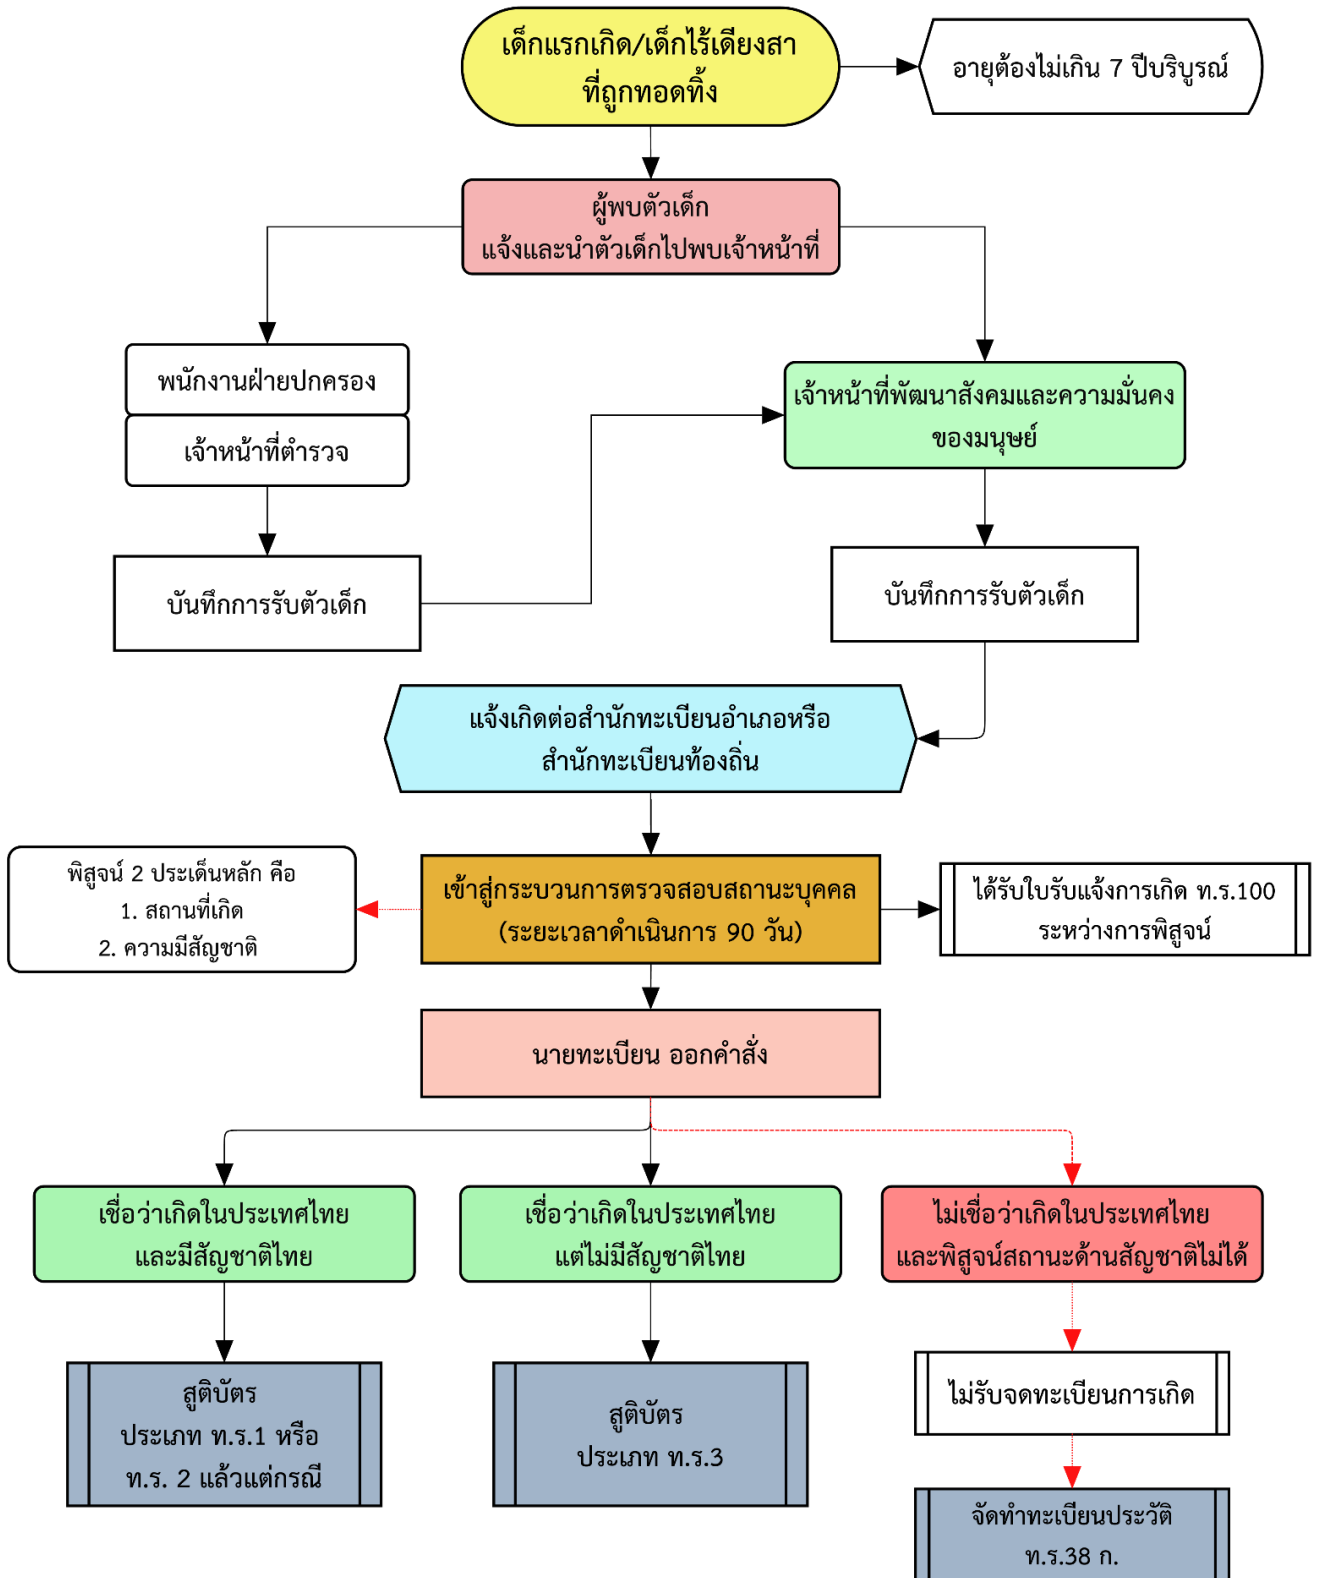 เด็กแรกเกิด/เด็กไร้เดียงสา
ที่ถูกทอดทิ้ง
อายุต้องไม่เกิน 7 ปีบริบูรณ์
ผู้พบตัวเด็ก
แจ้งและนำตัวเด็กไปพบเจ้าหน้าที่
พนักงานฝ่ายปกครอง
เจ้าหน้าที่ตำรวจ
เจ้าหน้าที่พัฒนาสังคมและความมั่นคง
ของมนุษย์
บันทึกการรับตัวเด็ก
บันทึกการรับตัวเด็ก
แจ้งเกิดต่อสำนักทะเบียนอำเภอหรือ
สำนักทะเบียนท้องถิ่น
พิสูจน์ 2 ประเด็นหลัก คือ
1. สถานที่เกิด
2. ความมีสัญชาติ
เข้าสู่กระบวนการตรวจสอบสถานะบุคคล
(ระยะเวลาดำเนินการ 90 วัน)
ได้รับใบรับแจ้งการเกิด ท.ร.100
ระหว่างการพิสูจน์
นายทะเบียน ออกคำสั่ง
เชื่อว่าเกิดในประเทศไทย
และมีสัญชาติไทย
เชื่อว่าเกิดในประเทศไทย
แต่ไม่มีสัญชาติไทย
ไม่เชื่อว่าเกิดในประเทศไทย
และพิสูจน์สถานะด้านสัญชาติไม่ได้
สูติบัตร
ประเภท ท.ร.1 หรือ
ท.ร. 2 แล้วแต่กรณี
สูติบัตร
ประเภท ท.ร.3
ไม่รับจดทะเบียนการเกิด
จัดทำทะเบียนประวัติ
ท.ร.38 ก.